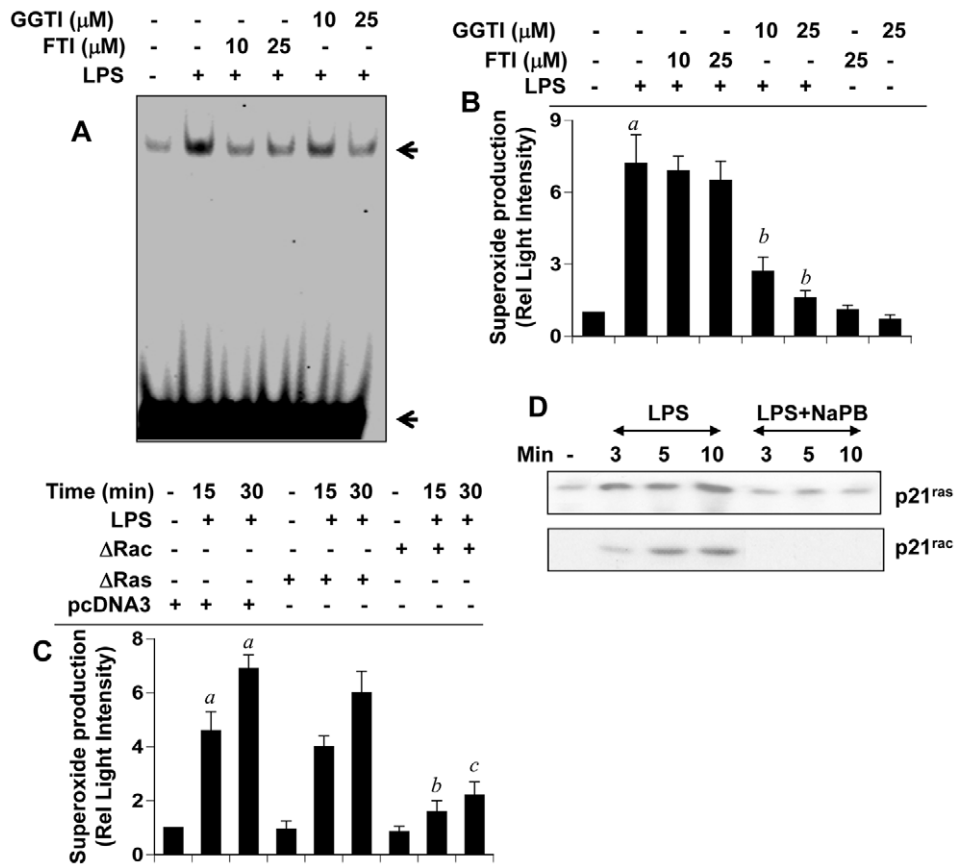 GGTI (μM) - - - - 10 25
FTI (μM) - - 10 25 - -
LPS - + + + + +
A
GGTI (μM) - - - - 10 25 - 25
FTI (μM) - - 10 25 - - 25 -
LPS - + + + + + - -
B
Superoxide production
(Rel Light Intensity)
9
6
3
0
a
b
b
D
LPS LPS+NaPB
Min - 3 5 10 3 5 10
p21ras
p21rac
Time (min) - 15 30 - 15 30 - 15 30
LPS - + + - + + - + +
ΔRac - - - - - - + + +
ΔRas - - - + + + - - -
pcDNA3 + + + - - - - - -
C
Superoxide production
(Rel Light Intensity)
8
6
4
2
0
a
a
b
c